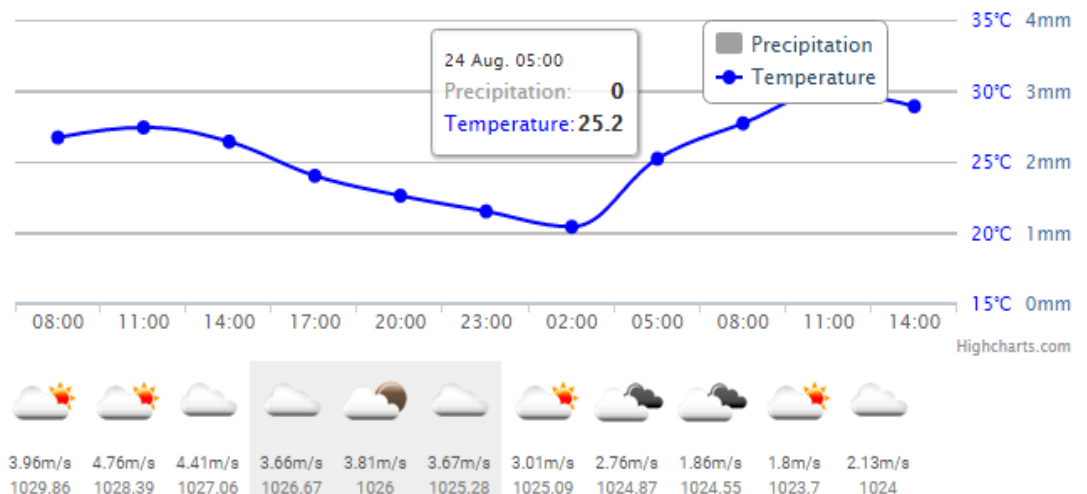 35°C 4mm
Precipitation
Temperature
24 Aug. 05:00
Precipitation: 0
Temperature: 25.2
30°C 3mm
25°C 2mm
20°C 1mm
15°C 0mm
08:00 11:00 14:00 17:00 20:00 23:00 02:00 05:00 08:00 11:00 14:00
Highcharts.com
3.96m/s 4.76m/s 4.41m/s 3.66m/s 3.81m/s 3.67m/s 3.01m/s 2.76m/s 1.86m/s 1.8m/s 2.13m/s
1029.86 1028.39 1027.06 1026.67 1026 1025.28 1025.09 1024.87 1024.55 1023.7 1024